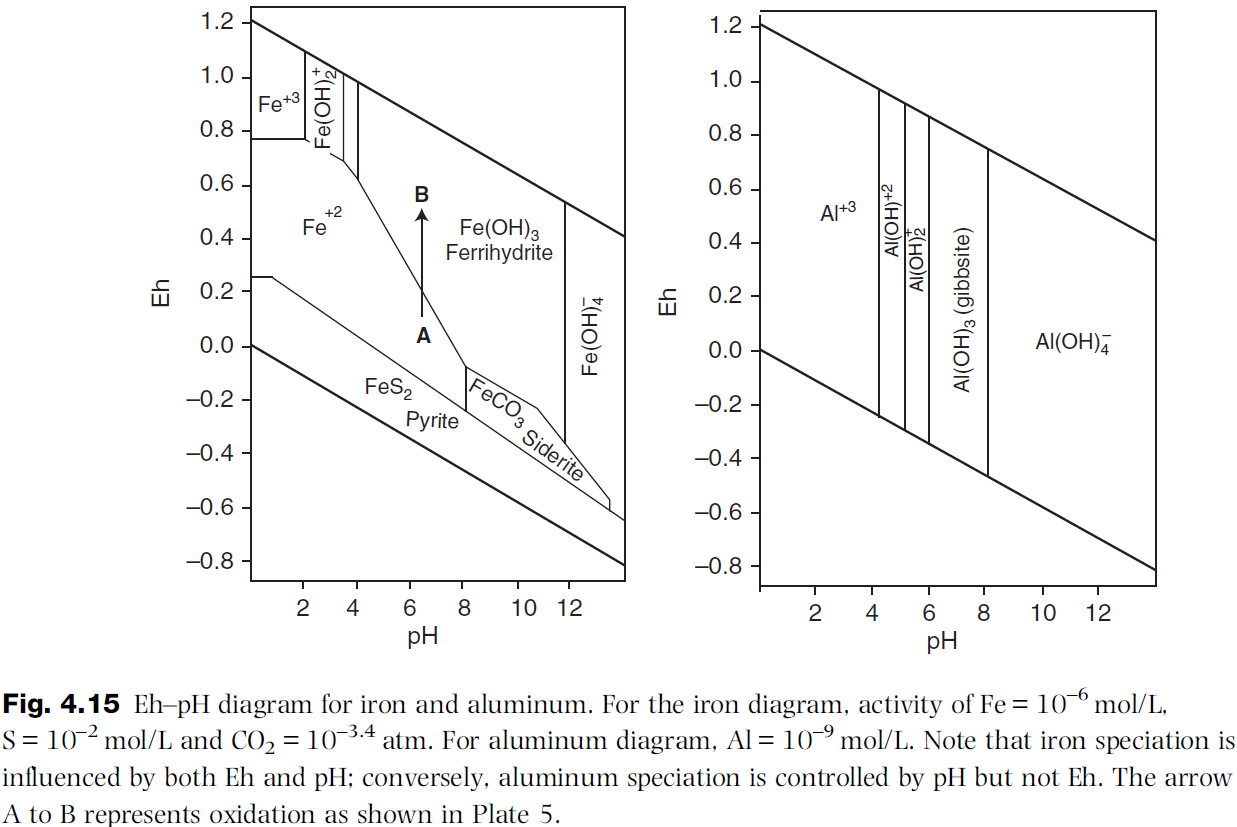 1.2
1.0
0.8
0.6
0.4
0.2
0.0
–0.2
–0.4
–0.6
–0.8
Eh
Fe+3
Fe(OH)2+
Fe+2
B
A
Fe(OH)3
Ferrihydrite
Fe(OH)4–
FeS2
Pyrite
FeCO3
Siderite
2 4 6 8 10 12
pH
1.2
1.0
0.8
0.6
0.4
0.2
0.0
–0.2
–0.4
–0.6
–0.8
Eh
Al+3
Al(OH)+2
Al(OH)2+
Al(OH)3 (gibbsite)
Al(OH)4–
2 4 6 8 10 12
pH
Fig. 4.15 Eh–pH diagram for iron and aluminum. For the iron diagram, activity of Fe = 10−6 mol/L,
S = 10−2 mol/L and CO2 = 10−3.4 atm. For aluminum diagram, Al = 10−9 mol/L. Note that iron speciation is
influenced by both Eh and pH; conversely, aluminum speciation is controlled by pH but not Eh. The arrow
A to B represents oxidation as shown in Plate 5.